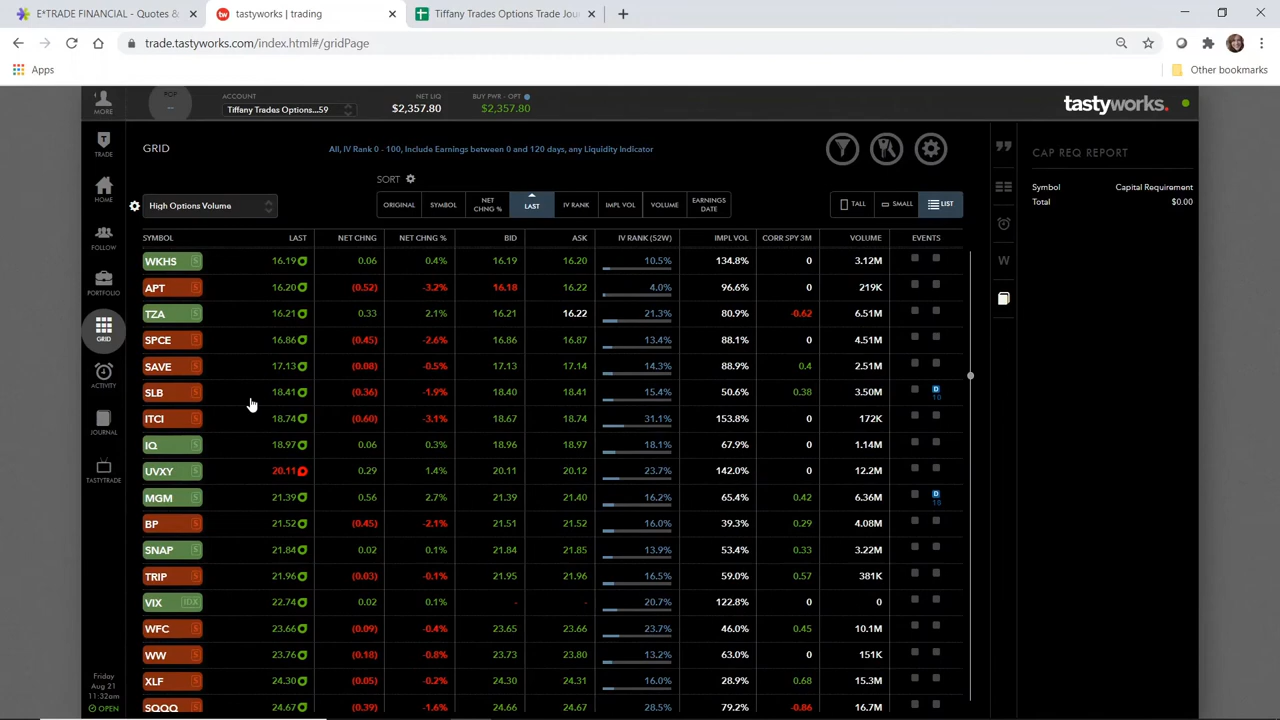 E*TRADE FINANCIAL - Quotes &
tastyworks | trading
Tiffany Trades Options Trade Jou
trade.tastyworks.com/index.html#/gridPage
Apps
Other bookmarks
MORE
POP
--
ACCOUNT
Tiffany Trades Options...59
NET LIQ
$2,357.80
BUY PWR - OPT
$2,357.80
tastyworks.
TRADE
HOME
FOLLOW
PORTFOLIO
GRID
ACTIVITY
JOURNAL
TASTYTRADE
Friday
Aug 21
11:32am
OPEN
GRID
All, IV Rank 0 - 100, Include Earnings between 0 and 120 days, any Liquidity Indicator
SORT
High Options Volume
ORIGINAL SYMBOL NET CHNG % LAST IV RANK IMPL VOL VOLUME EARNINGS DATE
TALL SMALL LIST
SYMBOL LAST NET CHNG NET CHNG % BID ASK IV RANK (52W) IMPL VOL CORR SPY 3M VOLUME EVENTS
WKHS S 16.19 0.06 0.4% 16.19 16.20 10.5% 134.8% 0 3.12M
APT S 16.20 (0.52) -3.2% 16.18 16.22 4.0% 96.6% 0 219K
TZA S 16.21 0.33 2.1% 16.21 16.22 21.3% 80.9% -0.62 6.51M
SPCE S 16.86 (0.45) -2.6% 16.86 16.87 13.4% 88.1% 0 4.51M
SAVE S 17.13 (0.08) -0.5% 17.13 17.14 14.3% 88.9% 0.4 2.51M
SLB S 18.41 (0.36) -1.9% 18.40 18.41 15.4% 50.6% 0.38 3.50M D 10
ITCI S 18.74 (0.60) -3.1% 18.67 18.74 31.1% 153.8% 0 172K
IQ S 18.97 0.06 0.3% 18.96 18.97 18.1% 67.9% 0 1.14M
UVXY S 20.11 0.29 1.4% 20.11 20.12 23.7% 142.0% 0 12.2M
MGM S 21.39 0.56 2.7% 21.39 21.40 16.2% 65.4% 0.42 6.36M D 18
BP S 21.52 (0.45) -2.1% 21.51 21.52 16.0% 39.3% 0.29 4.08M
SNAP S 21.84 0.02 0.1% 21.84 21.85 13.9% 53.4% 0.33 3.22M
TRIP S 21.96 (0.03) -0.1% 21.95 21.96 16.5% 59.0% 0.57 381K
VIX IDX 22.74 0.02 0.1% - - 20.7% 122.8% 0 0
WFC S 23.66 (0.09) -0.4% 23.65 23.66 23.7% 46.0% 0.45 10.1M
WW S 23.76 (0.18) -0.8% 23.73 23.80 13.2% 63.0% 0 151K
XLF S 24.30 (0.05) -0.2% 24.30 24.31 16.0% 28.9% 0.68 15.3M
SQQQ S 24.67 (0.39) -1.6% 24.66 24.67 28.5% 79.2% -0.86 16.7M
W
CAP REQ REPORT
Symbol Capital Requirement
Total $0.00